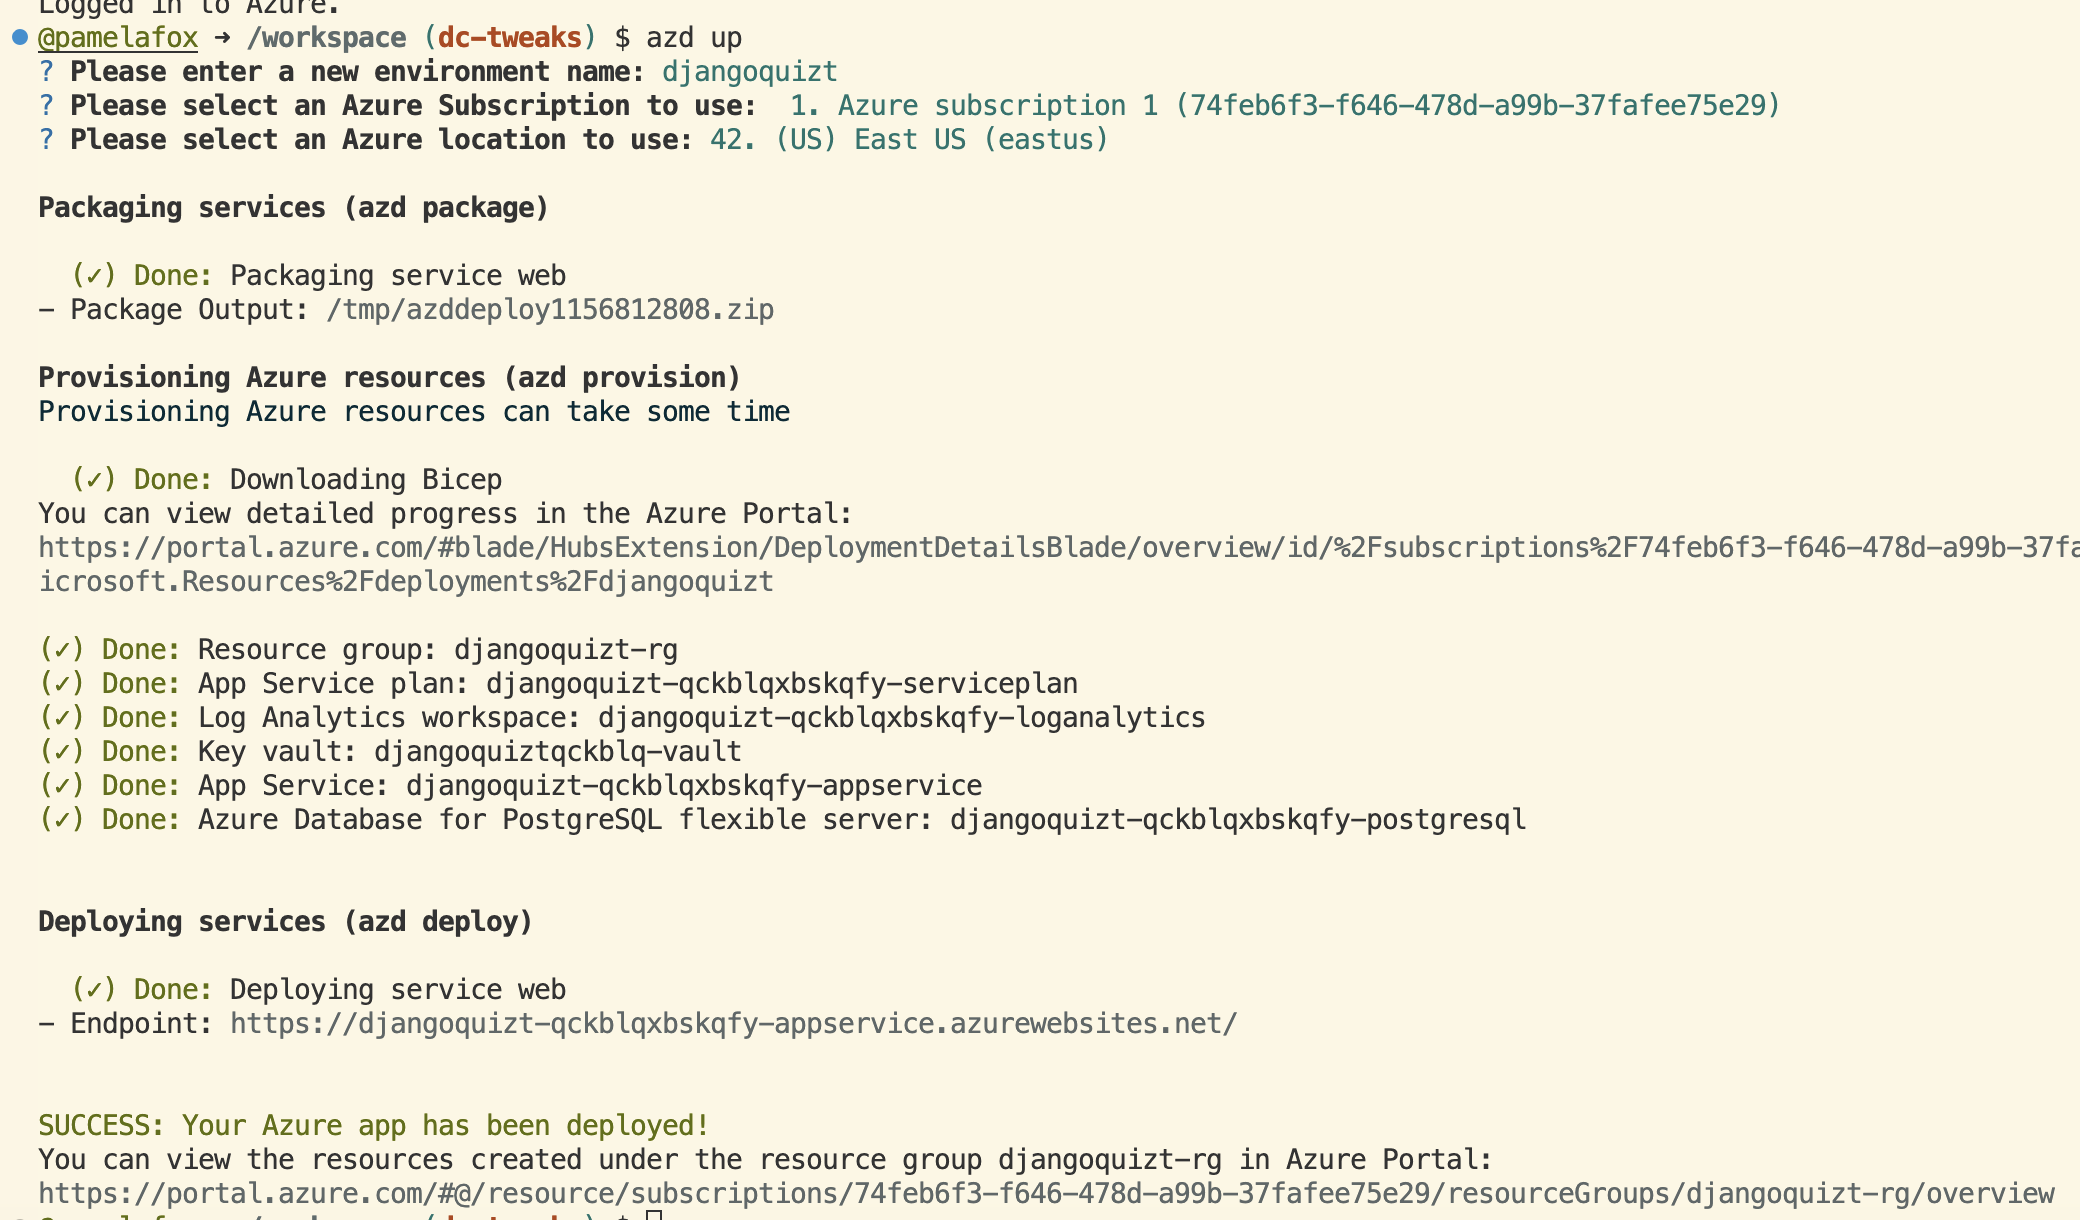 Logged in to Azure.
@pamelafox → /workspace (dc-tweaks) $ azd up
? Please enter a new environment name: djangoquizt
? Please select an Azure Subscription to use:  1. Azure subscription 1 (74feb6f3-f646-478d-a99b-37fafee75e29)
? Please select an Azure location to use: 42. (US) East US (eastus)
Packaging services (azd package)
(✓) Done: Packaging service web
- Package Output: /tmp/azddeploy1156812808.zip
Provisioning Azure resources (azd provision)
Provisioning Azure resources can take some time
(✓) Done: Downloading Bicep
You can view detailed progress in the Azure Portal:
https://portal.azure.com/#blade/HubsExtension/DeploymentDetailsBlade/overview/id/%2Fsubscriptions%2F74feb6f3-f646-478d-a99b-37fa
icrosoft.Resources%2Fdeployments%2Fdjangoquizt
(✓) Done: Resource group: djangoquizt-rg
(✓) Done: App Service plan: djangoquizt-qckblqxbskqfy-serviceplan
(✓) Done: Log Analytics workspace: djangoquizt-qckblqxbskqfy-loganalytics
(✓) Done: Key vault: djangoquiztqckblq-vault
(✓) Done: App Service: djangoquizt-qckblqxbskqfy-appservice
(✓) Done: Azure Database for PostgreSQL flexible server: djangoquizt-qckblqxbskqfy-postgresql
Deploying services (azd deploy)
(✓) Done: Deploying service web
- Endpoint: https://djangoquizt-qckblqxbskqfy-appservice.azurewebsites.net/
SUCCESS: Your Azure app has been deployed!
You can view the resources created under the resource group djangoquizt-rg in Azure Portal:
https://portal.azure.com/#@/resource/subscriptions/74feb6f3-f646-478d-a99b-37fafee75e29/resourceGroups/djangoquizt-rg/overview